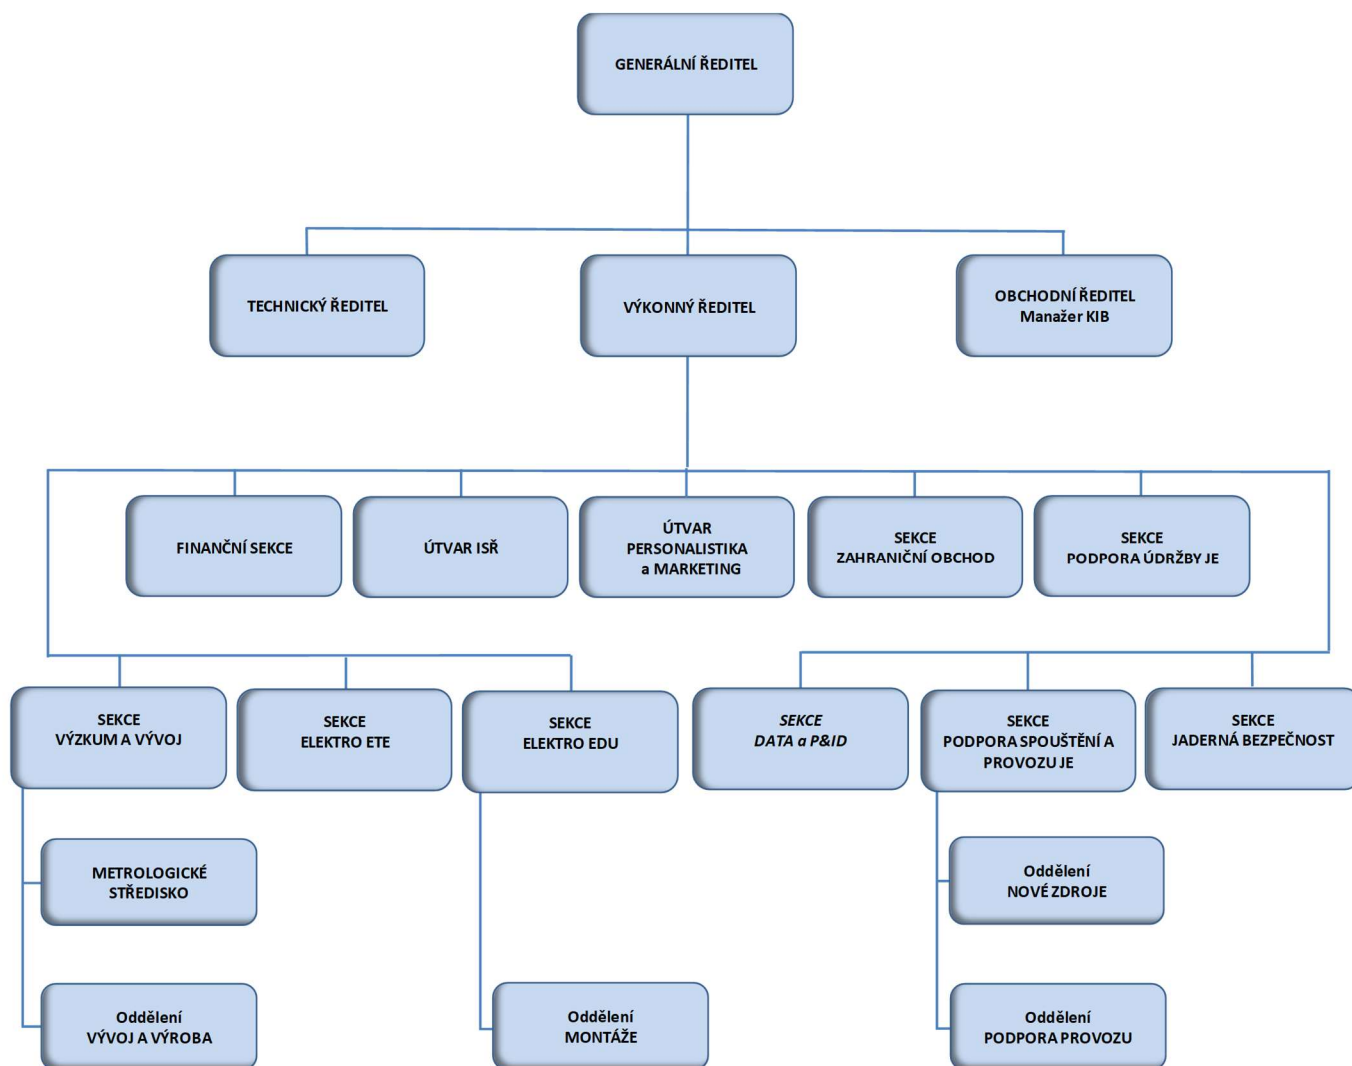 GENERÁLNÍ ŘEDITEL
TECHNICKÝ ŘEDITEL
VÝKONNÝ ŘEDITEL
OBCHODNÍ ŘEDITEL
Manažer KIB
FINANČNÍ SEKCE
ÚTVAR ISŘ
ÚTVAR
PERSONALISTIKA
a MARKETING
SEKCE
ZAHRANIČNÍ OBCHOD
SEKCE
PODPORA ÚDRŽBY JE
SEKCE
VÝZKUM A VÝVOJ
SEKCE
ELEKTRO ETE
SEKCE
ELEKTRO EDU
SEKCE
DATA a P&ID
SEKCE
PODPORA SPOUŠTĚNÍ A
PROVOZU JE
SEKCE
JADERNÁ BEZPEČNOST
METROLOGICKÉ
STŘEDISKO
Oddělení
NOVÉ ZDROJE
Oddělení
VÝVOJ A VÝROBA
Oddělení
MONTÁŽE
Oddělení
PODPORA PROVOZU